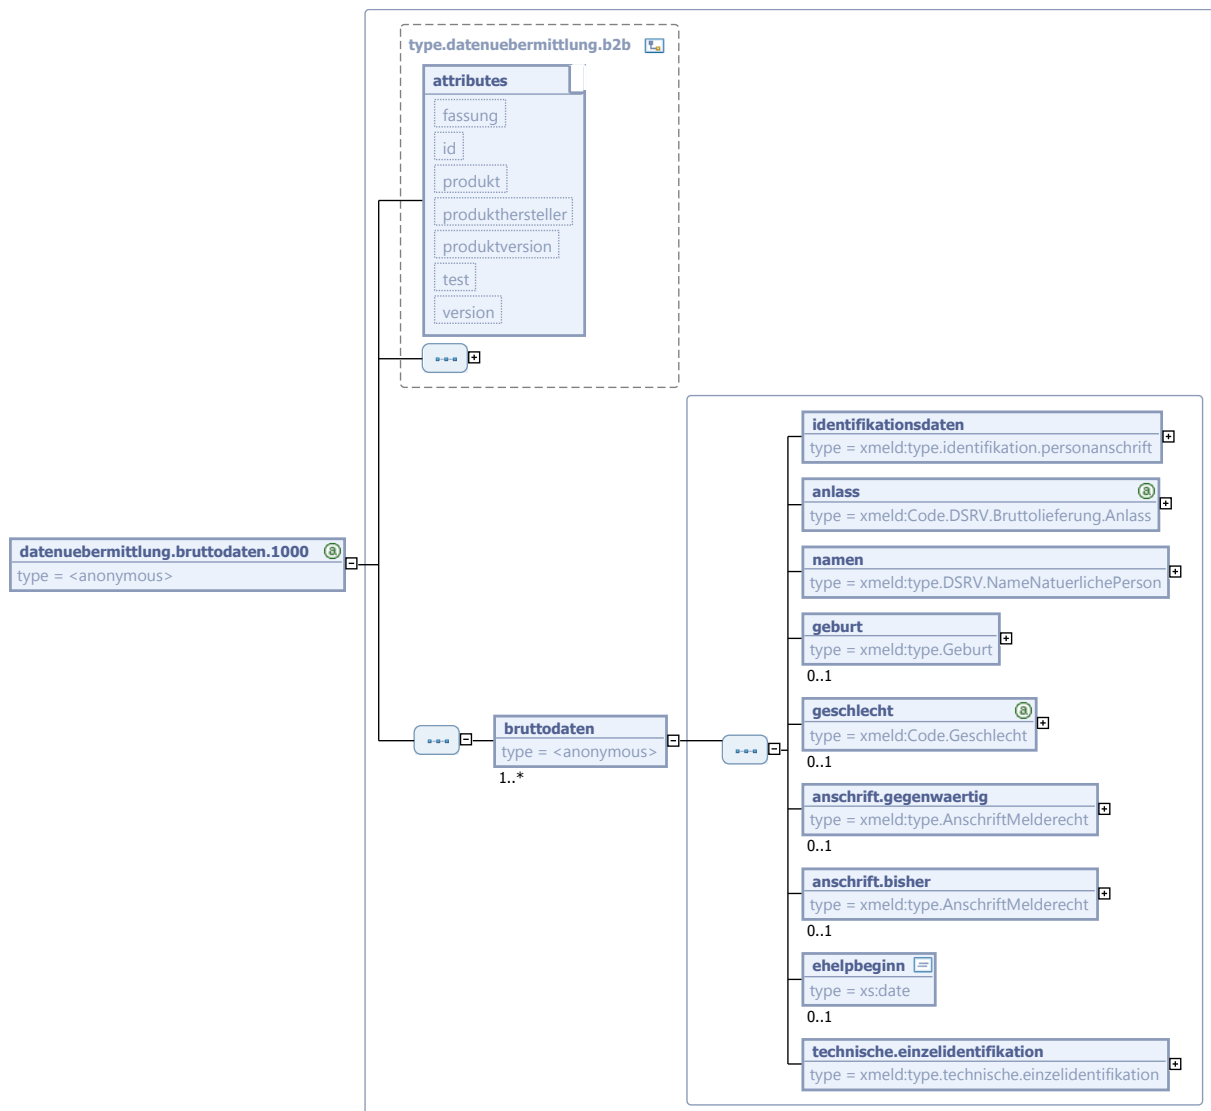 type.datenuebermittlung.b2b
attributes
fassung
id
produkt
produkthersteller
produktversion
test
version
datenuebermittlung.bruttodaten.1000 a
type = <anonymous>
bruttodaten
type = <anonymous>
1..*
identifikationsdaten
type = xmeld:type.identifikation.personanschrift
anlass a
type = xmeld:Code.DSRV.Bruttolieferung.Anlass
namen
type = xmeld:type.DSRV.NameNatuerlichePerson
geburt
type = xmeld:type.Geburt
0..1
geschlecht a
type = xmeld:Code.Geschlecht
0..1
anschrift.gegenwaertig
type = xmeld:type.AnschriftMelderecht
0..1
anschrift.bisher
type = xmeld:type.AnschriftMelderecht
0..1
ehelpbeginn
type = xs:date
0..1
technische.einzelidentifikation
type = xmeld:type.technische.einzelidentifikation